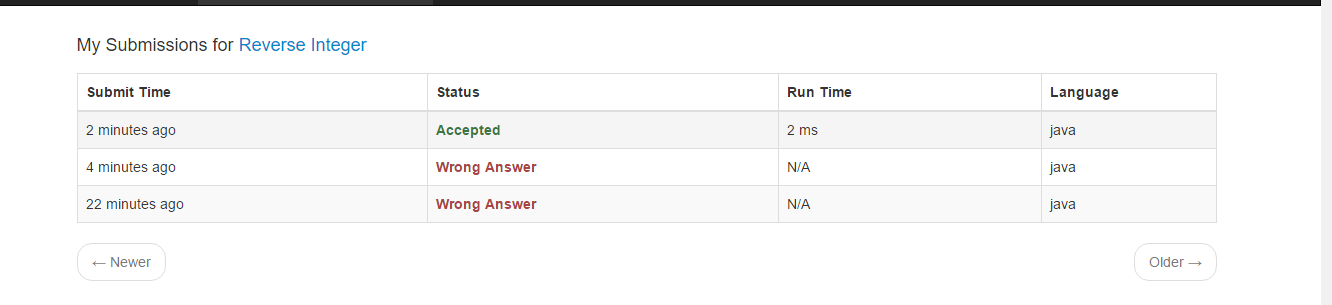 My Submissions for Reverse Integer
Submit Time Status Run Time Language
2 minutes ago Accepted 2 ms java
4 minutes ago Wrong Answer N/A java
22 minutes ago Wrong Answer N/A java
← Newer Older →